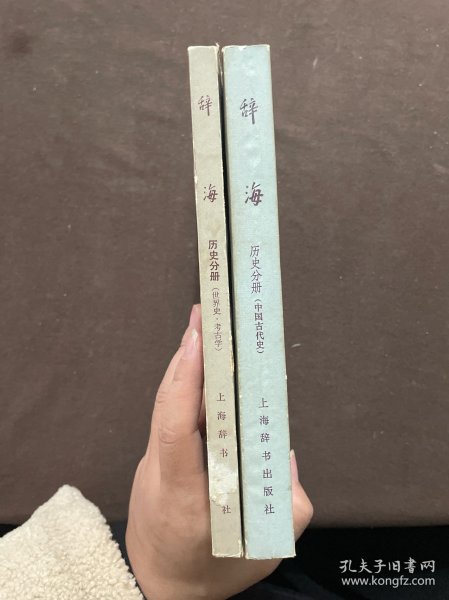 辞海
历史分册
(世界史·考古学)
上海辞书 社
辞海
历史分册
(中国古代史)
上海辞书出版社
孔夫子旧书网
www.kongfz.com